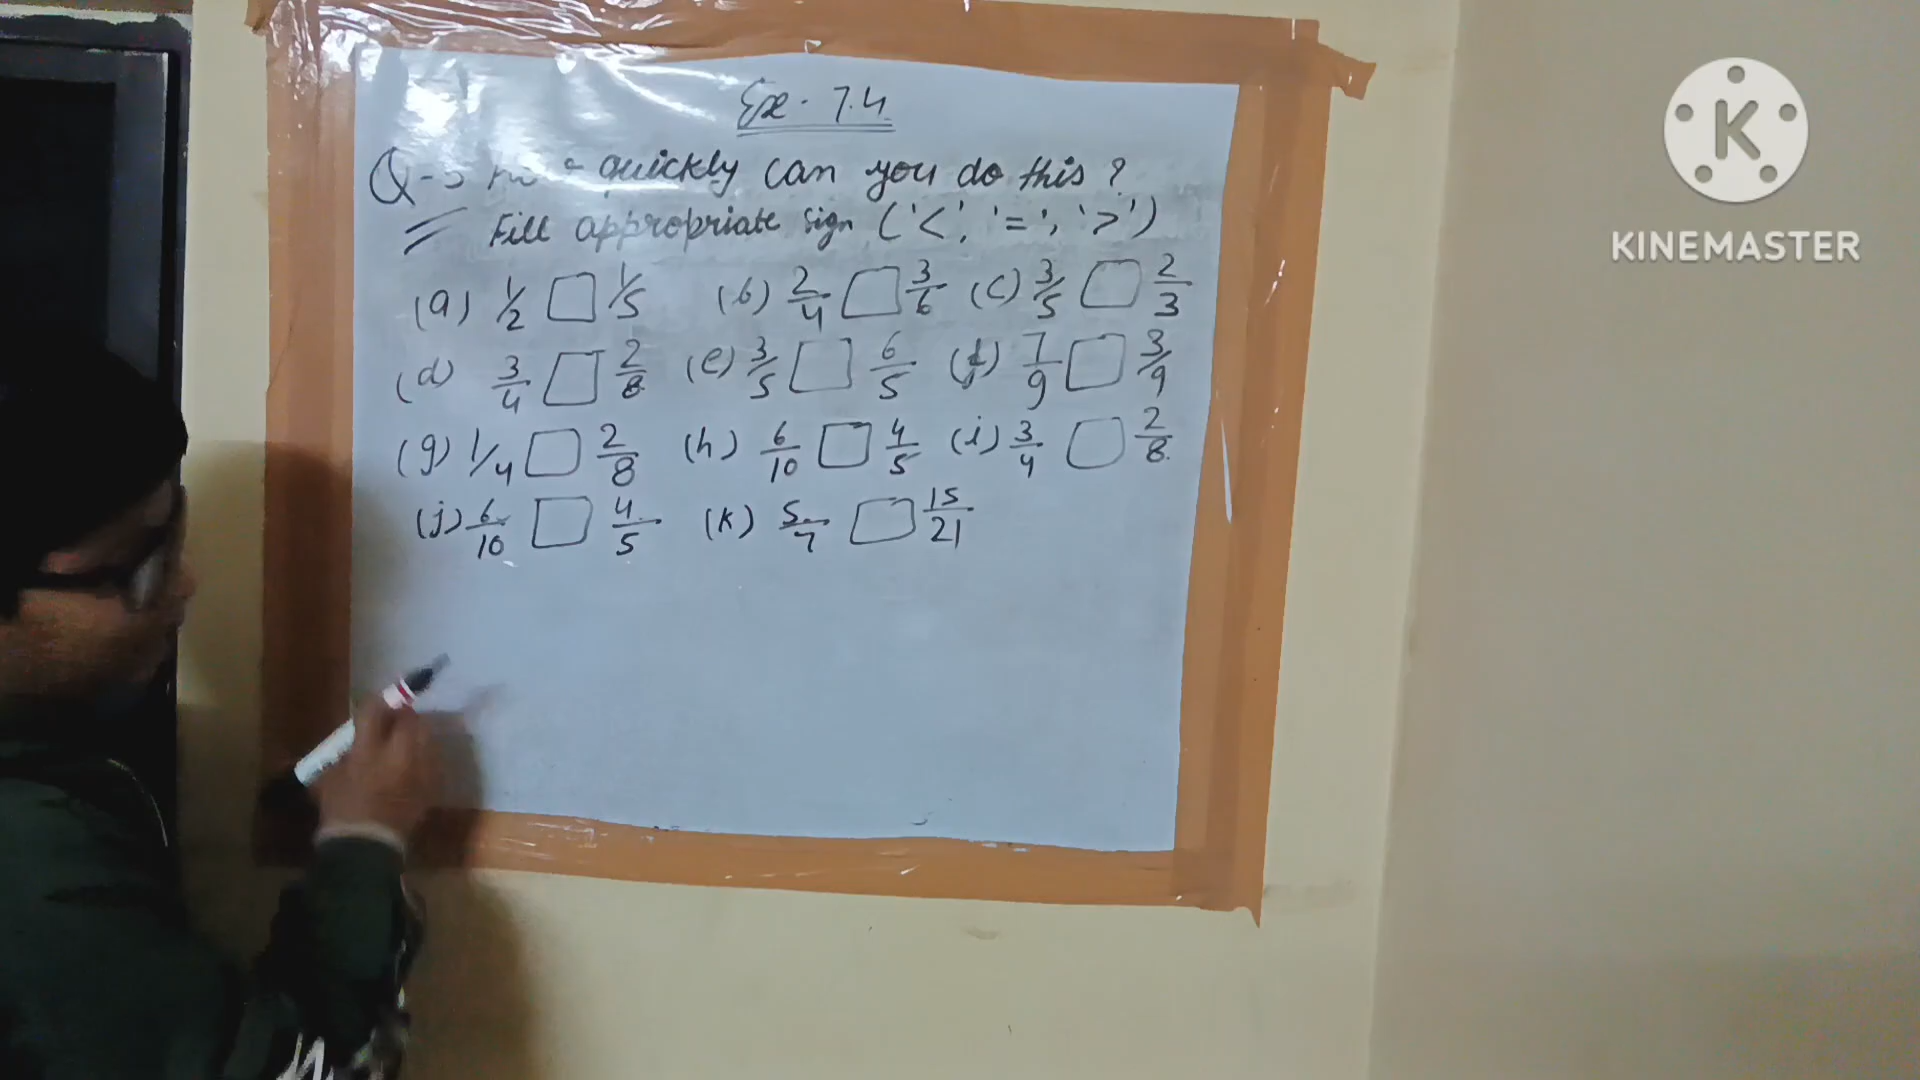 Ex - 7.4
Q-5 quickly can you do this ?
Fill appropriate sign ('<', '=', '>')
(a) 1/2 □ 1/5 (b) 2/4 □ 3/6 (c) 3/5 □ 2/3
(d) 3/4 □ 2/8 (e) 3/5 □ 6/5 (f) 7/9 □ 3/9
(g) 1/4 □ 2/8 (h) 6/10 □ 4/5 (i) 3/4 □ 2/8
(j) 6/10 □ 4/5 (k) 5/7 □ 15/21
K
KINEMASTER